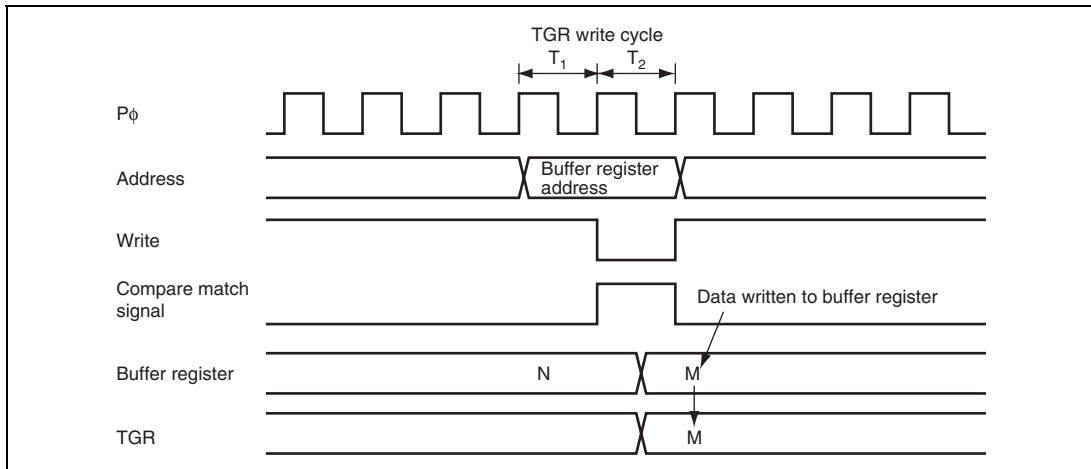 TGR write cycle
T₁ T₂
Pϕ
Address
Buffer register
address
Write
Compare match
signal
Data written to buffer register
Buffer register
N
M
TGR
M